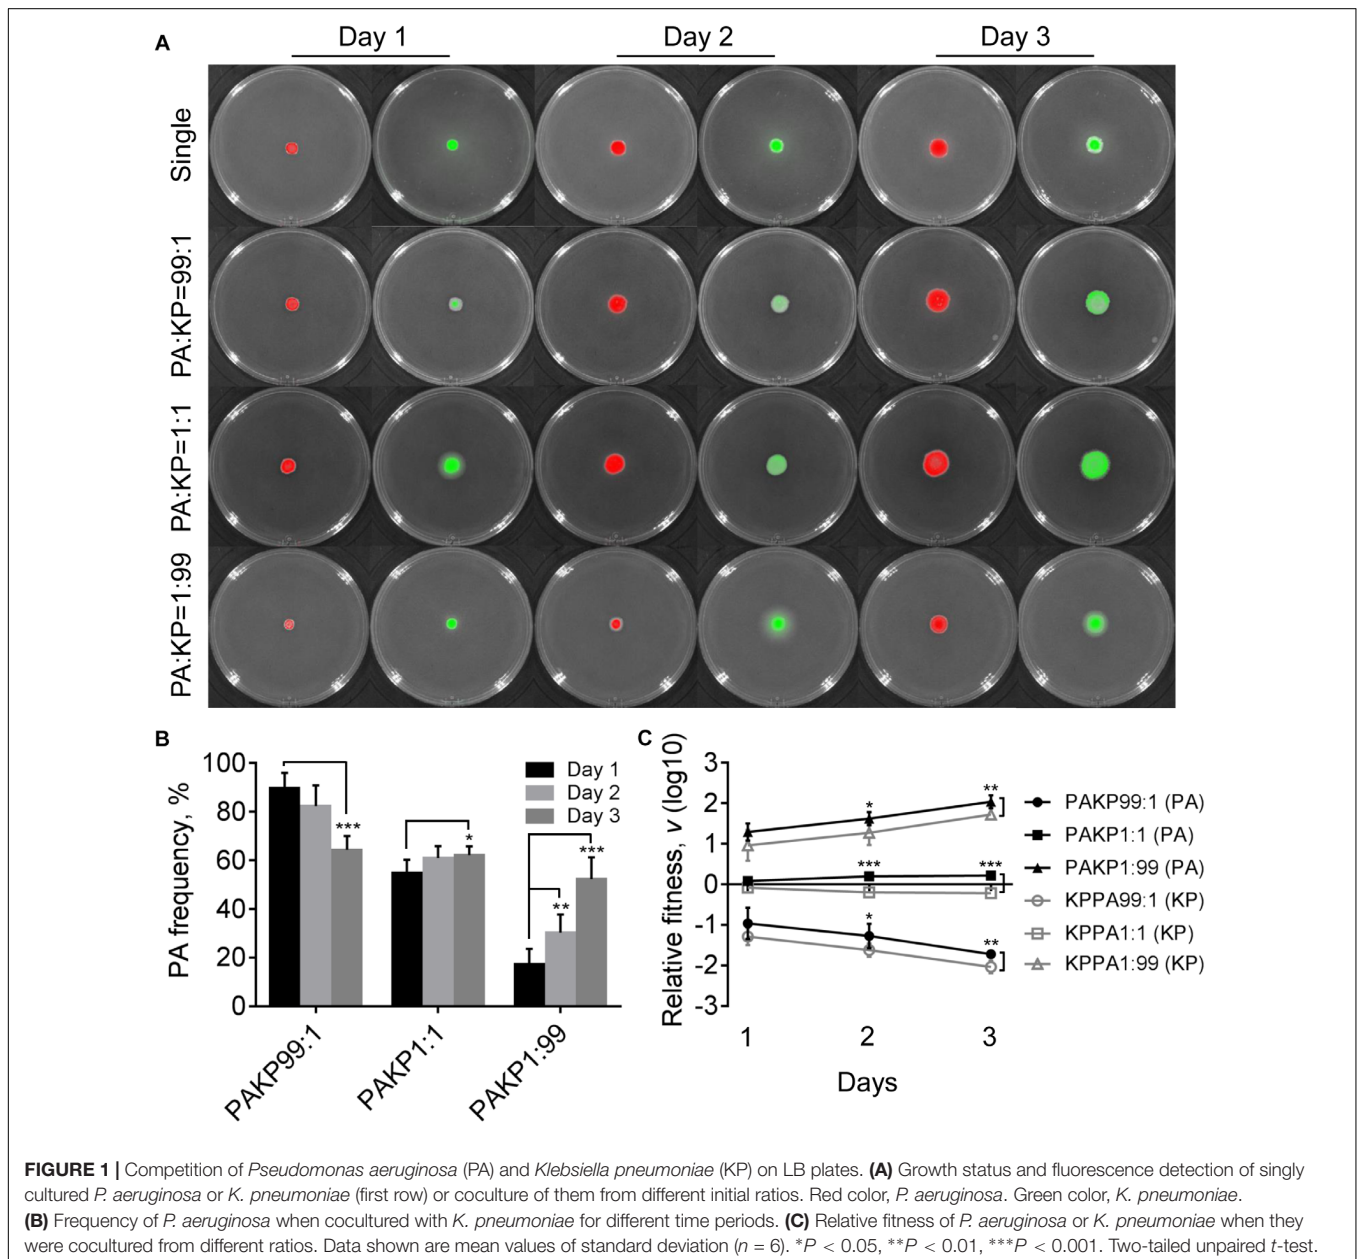 A
Day 1
Day 2
Day 3
Single
PA:KP=99:1
PA:KP=1:1
PA:KP=1:99
B
PA frequency, %
100
80
60
40
20
0
Day 1
Day 2
Day 3
***
*
**
***
PAKP99:1
PAKP1:1
PAKP1:99
C
Relative fitness, v (log10)
3
2
1
0
-1
-2
-3
*
**
***
***
*
**
1
2
3
Days
PAKP99:1 (PA)
PAKP1:1 (PA)
PAKP1:99 (PA)
KPPA99:1 (KP)
KPPA1:1 (KP)
KPPA1:99 (KP)
FIGURE 1 | Competition of Pseudomonas aeruginosa (PA) and Klebsiella pneumoniae (KP) on LB plates. (A) Growth status and fluorescence detection of singly
cultured P. aeruginosa or K. pneumoniae (first row) or coculture of them from different initial ratios. Red color, P. aeruginosa. Green color, K. pneumoniae.
(B) Frequency of P. aeruginosa when cocultured with K. pneumoniae for different time periods. (C) Relative fitness of P. aeruginosa or K. pneumoniae when they
were cocultured from different ratios. Data shown are mean values of standard deviation (n = 6). *P < 0.05, **P < 0.01, ***P < 0.001. Two-tailed unpaired t-test.